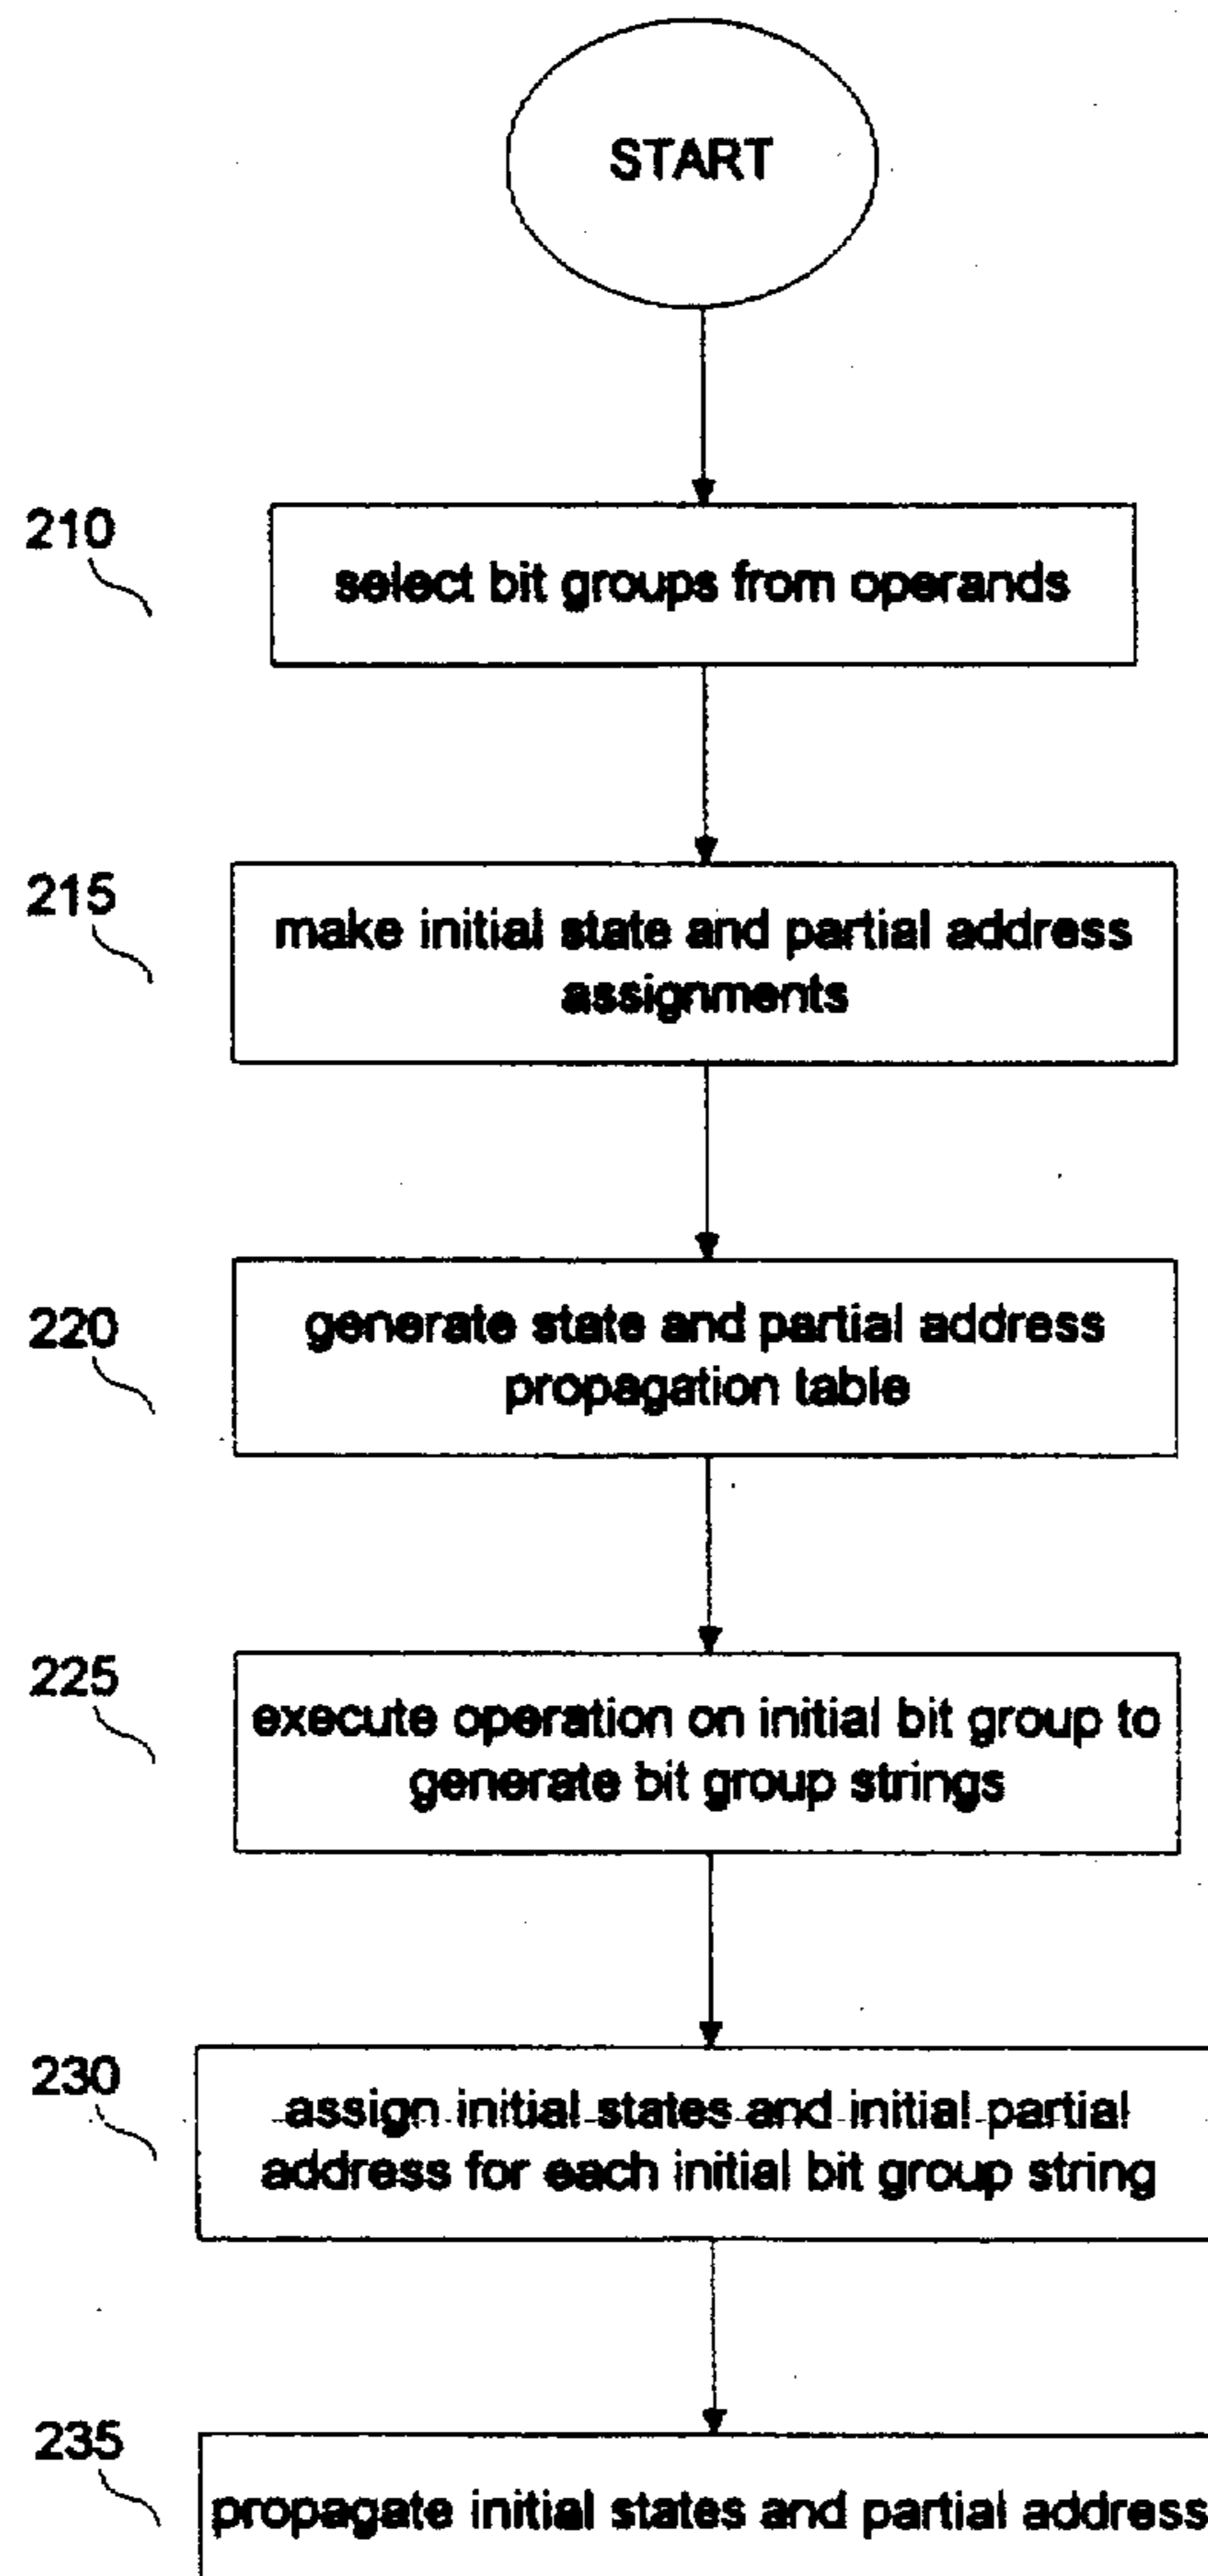 START
210
select bit groups from operands
215
make initial state and partial address
assignments
220
generate state and partial address
propagation table
225
execute operation on initial bit group to
generate bit group strings
230
assign initial states and initial partial
address for each initial bit group string
235
propagate initial states and partial address